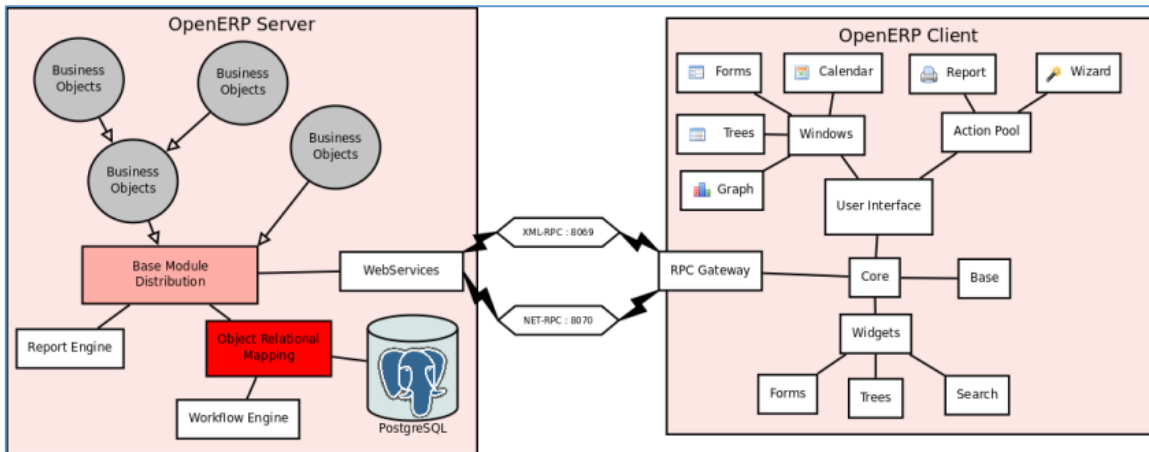 OpenERP Server
Business
Objects
Business
Objects
Business
Objects
Business
Objects
Base Module
Distribution
WebServices
Report Engine
Object Relational
Mapping
Workflow Engine
PostgreSQL
XML-RPC : 8069
NET-RPC : 8070
OpenERP Client
Forms
Calendar
Report
Wizard
Trees
Windows
Action Pool
Graph
User Interface
RPC Gateway
Core
Base
Widgets
Forms
Trees
Search